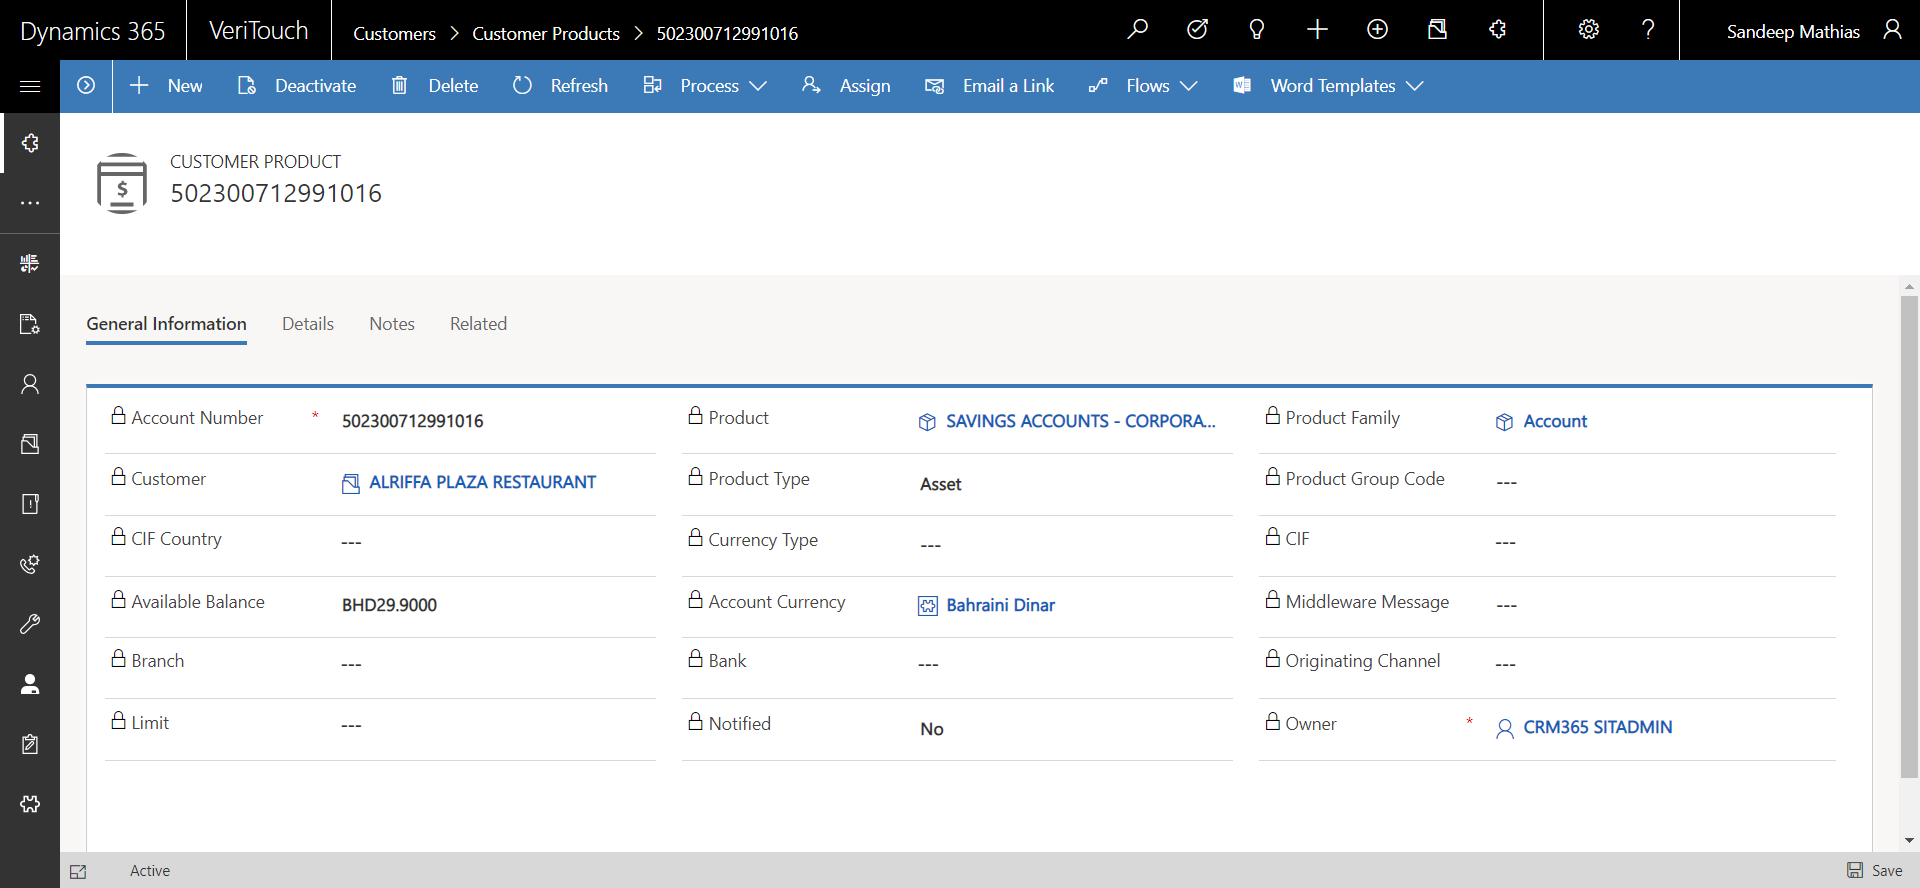 Dynamics 365 VeriTouch Customers > Customer Products > 502300712991016 Sandeep Mathias
New Deactivate Delete Refresh Process Assign Email a Link Flows Word Templates
CUSTOMER PRODUCT
502300712991016
General Information Details Notes Related
Account Number * 502300712991016 Product SAVINGS ACCOUNTS - CORPORA... Product Family Account
Customer ALRIFFA PLAZA RESTAURANT Product Type Asset Product Group Code ---
CIF Country --- Currency Type --- CIF ---
Available Balance BHD29.9000 Account Currency Bahraini Dinar Middleware Message ---
Branch --- Bank --- Originating Channel ---
Limit --- Notified No Owner * CRM365 SITADMIN
Active Save